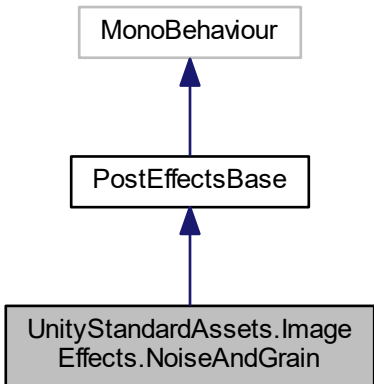 MonoBehaviour
PostEffectsBase
UnityStandardAssets.Image
Effects.NoiseAndGrain